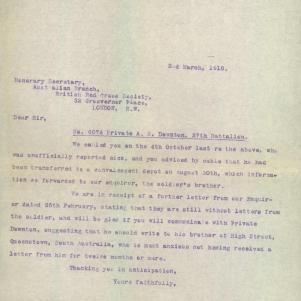 2nd March, 1918.
Honorary Secretary,
Australian Branch,
British Red Cross Society,
32 Grosvenor Place,
LONDON, S.W.
Dear Sir,
Private A. S. Downton, 27th Battalion.
We cabled you on the 4th October last re the above, who
was unofficially reported sick, and you advised by cable that he had
been transferred to a convalescent depot on August 30th, which informa-
tion we forwarded to our enquirer, the soldier's brother.
We are in receipt of a further letter from our Enquir-
er dated 25th February, stating that they are still without letters from
the soldier, and will be glad if you will communicate with Private
Downton, suggesting that he should write to his brother at High Street,
Queenstown, South Australia, who is much anxious not having received a
letter from him for twelve months or more.
Thanking you in anticipation,
Yours faithfully,